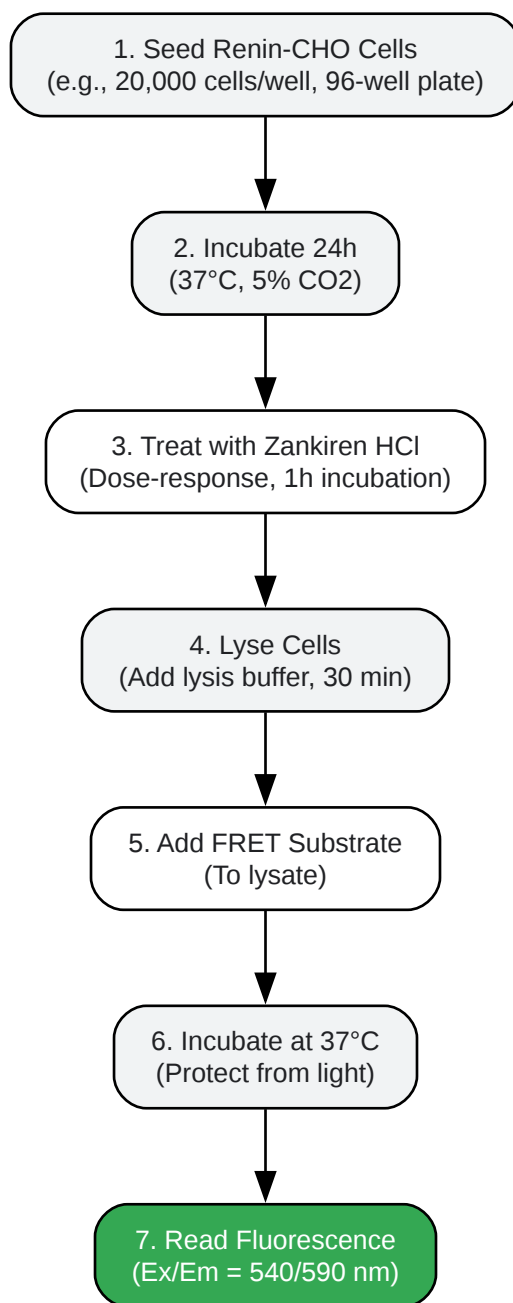 1. Seed Renin-CHO Cells
(e.g., 20,000 cells/well, 96-well plate)
2. Incubate 24h
(37°C, 5% CO2)
3. Treat with Zankiren HCl
(Dose-response, 1h incubation)
4. Lyse Cells
(Add lysis buffer, 30 min)
5. Add FRET Substrate
(To lysate)
6. Incubate at 37°C
(Protect from light)
7. Read Fluorescence
(Ex/Em = 540/590 nm)